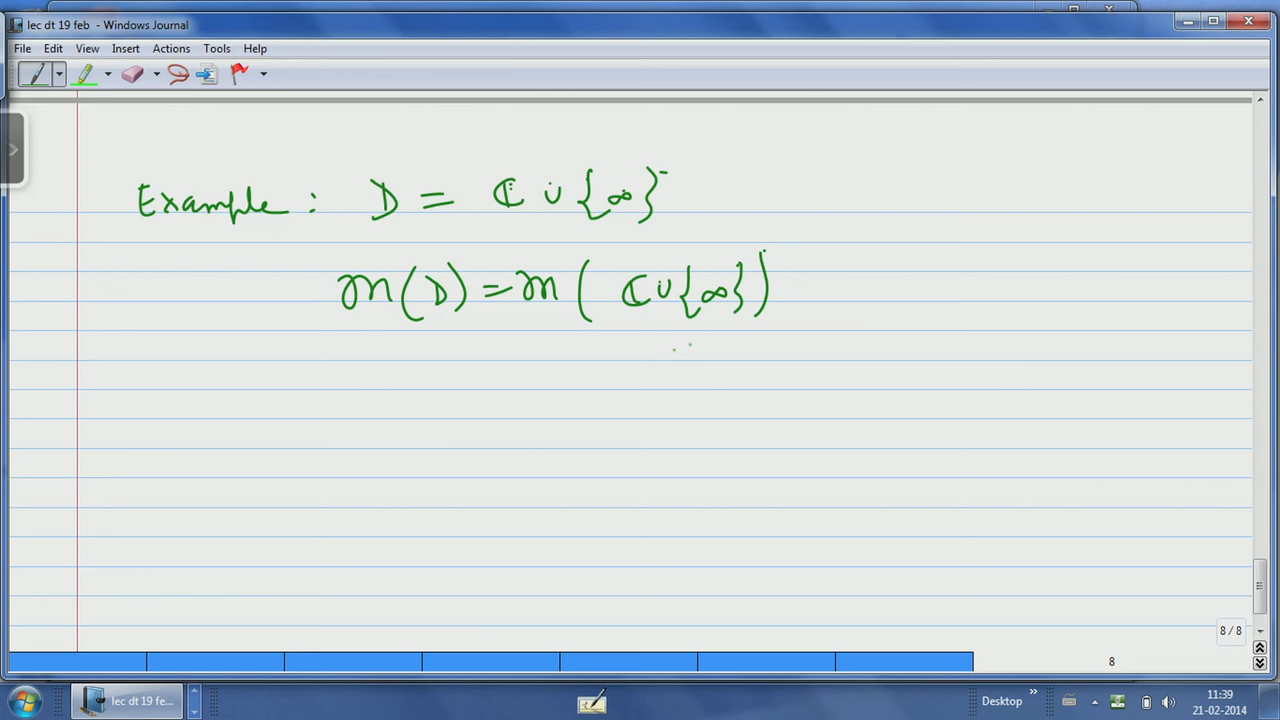 lec dt 19 feb - Windows Journal
File Edit View Insert Actions Tools Help
Example : D = ℂ ∪ {∞}
M(D) = M( ℂ ∪ {∞})
8 / 8
8
lec dt 19 fe...
Desktop
11:39
21-02-2014